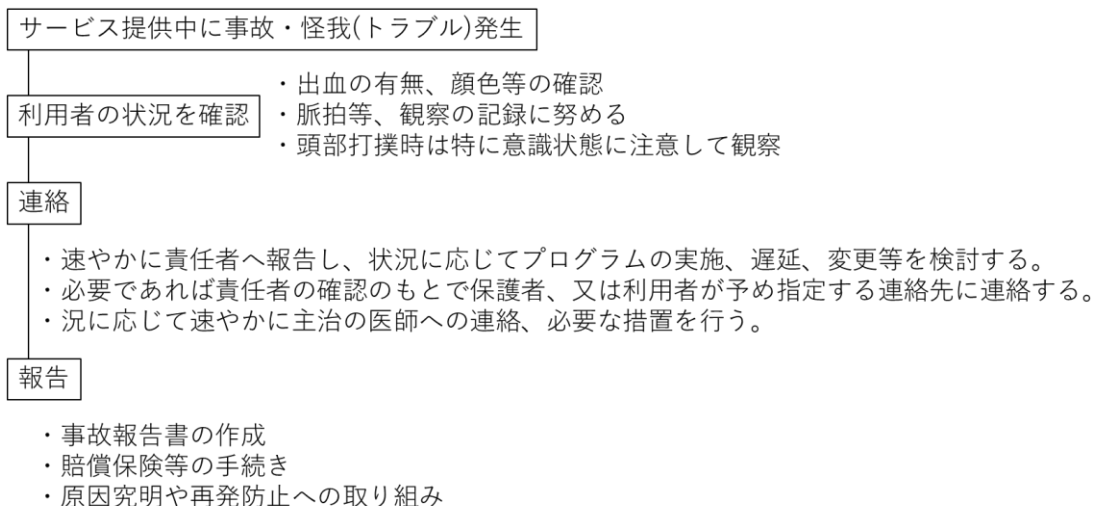 サービス提供中に事故・怪我(トラブル)発生
利用者の状況を確認
・出血の有無、顔色等の確認
・脈拍等、観察の記録に努める
・頭部打撲時は特に意識状態に注意して観察
連絡
・速やかに責任者へ報告し、状況に応じてプログラムの実施、遅延、変更等を検討する。
・必要であれば責任者の確認のもとで保護者、又は利用者が予め指定する連絡先に連絡する。
・況に応じて速やかに主治の医師への連絡、必要な措置を行う。
報告
・事故報告書の作成
・賠償保険等の手続き
・原因究明や再発防止への取り組み